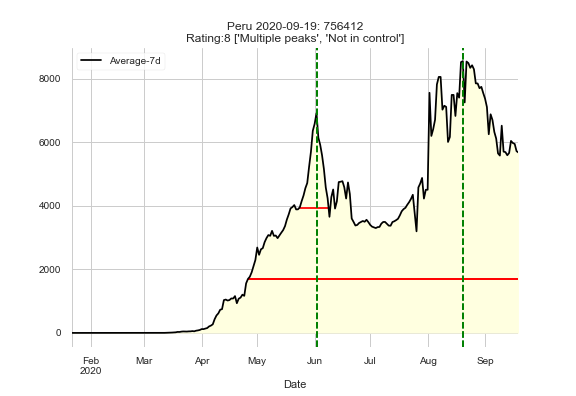 Peru 2020-09-19: 756412
Rating:8 ['Multiple peaks', 'Not in control']
Average-7d
8000
6000
4000
2000
0
Feb Mar Apr May Jun Jul Aug Sep
2020
Date